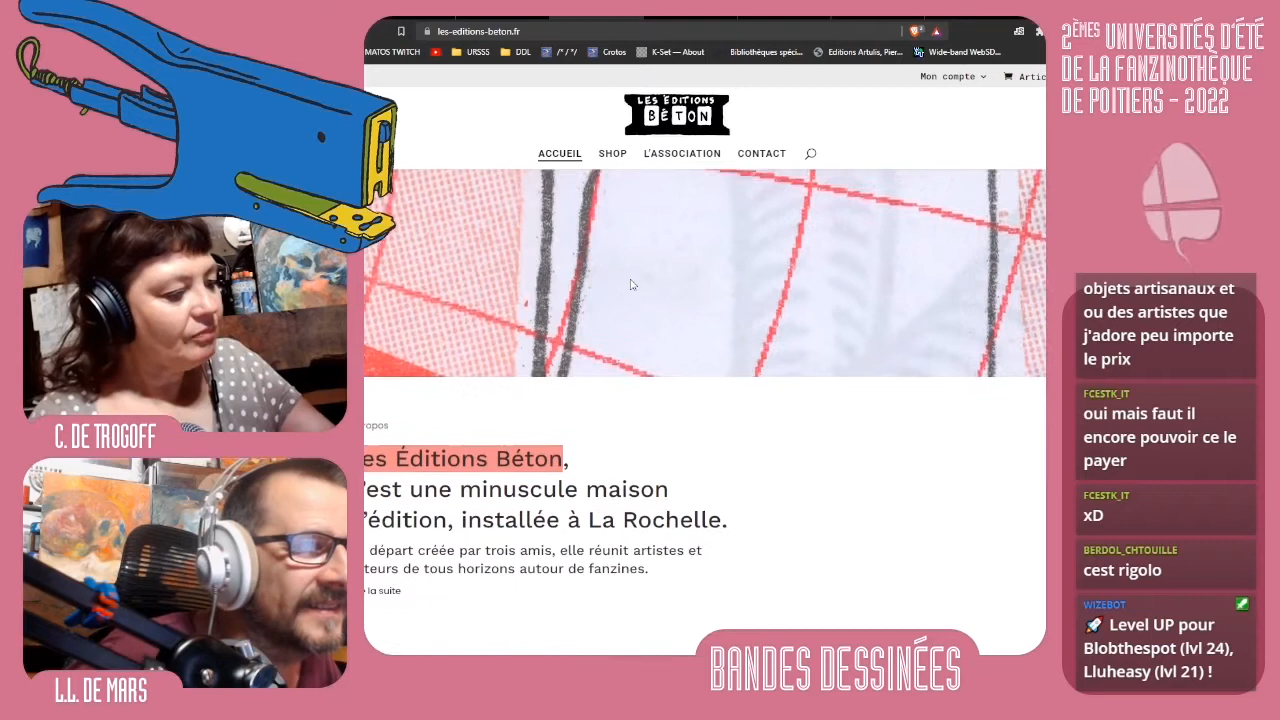 les-editions-beton.fr
MATOS TWITCH
URSSS
DDL
/*/*/
Crotos
K-Set — About
Bibliothèques spéci...
Editions Artulis, Pier...
Wide-band WebSD...
Mon compte
Artic
LES ÉDITIONS
BÉTON
ACCUEIL
SHOP
L'ASSOCIATION
CONTACT
ropos
es Éditions Béton,
'est une minuscule maison
'édition, installée à La Rochelle.
départ créée par trois amis, elle réunit artistes et
teurs de tous horizons autour de fanzines.
la suite
C. DE TROGOFF
L.L. DE MARS
BANDES DESSINÉES
2ÈMES UNIVERSITÉS D'ÉTÉ
DE LA FANZINOTHÈQUE
DE POITIERS - 2022
objets artisanaux et
ou des artistes que
j'adore peu importe
le prix
FCESTK_IT
oui mais faut il
encore pouvoir ce le
payer
FCESTK_IT
xD
BERDOL_CHTOUILLE
cest rigolo
WIZEBOT
🚀 Level UP pour
Blobthespot (lvl 24),
Lluheasy (lvl 21) !